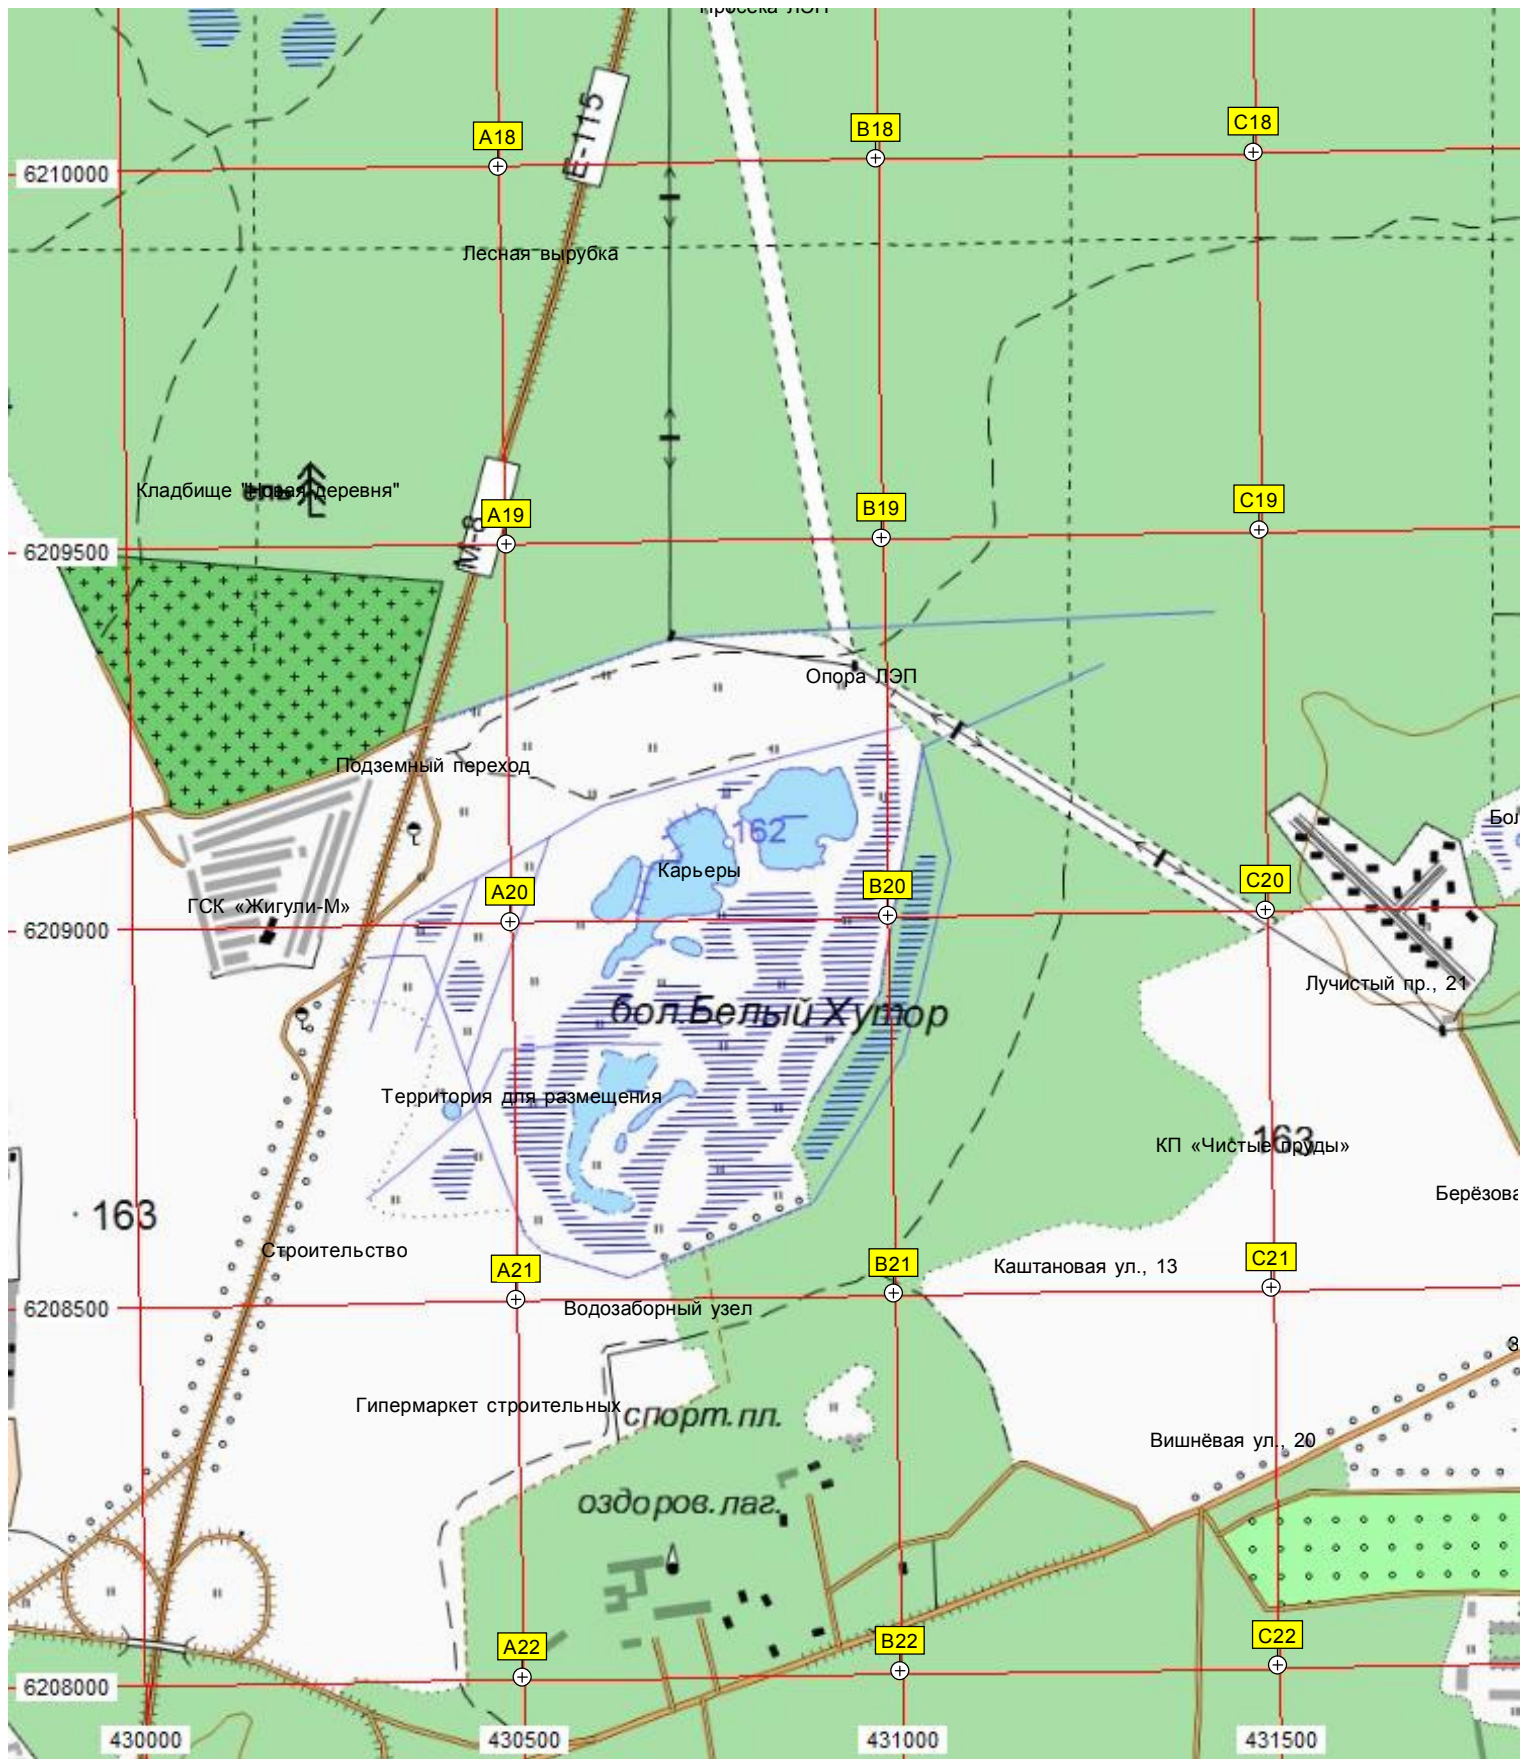 Просека ЛЭП
A18
B18
C18
6210000
E-115
Лесная вырубка
Кладбище "Новая деревня"
ель
A19
B19
C19
М-8
6209500
Опора ЛЭП
Подземный переход
162
Бол
Карьеры
A20
B20
C20
ГСК «Жигули-М»
6209000
Лучистый пр., 21
бол.Белый Хутор
Территория для размещения
163
КП «Чистые пруды»
Берёзова
163
Строительство
A21
B21
C21
Каштановая ул., 13
6208500
Водозаборный узел
З
Гипермаркет строительных
спорт.пл.
Вишнёвая ул., 20
оздоров.лаг.
A22
B22
C22
6208000
430000
430500
431000
431500